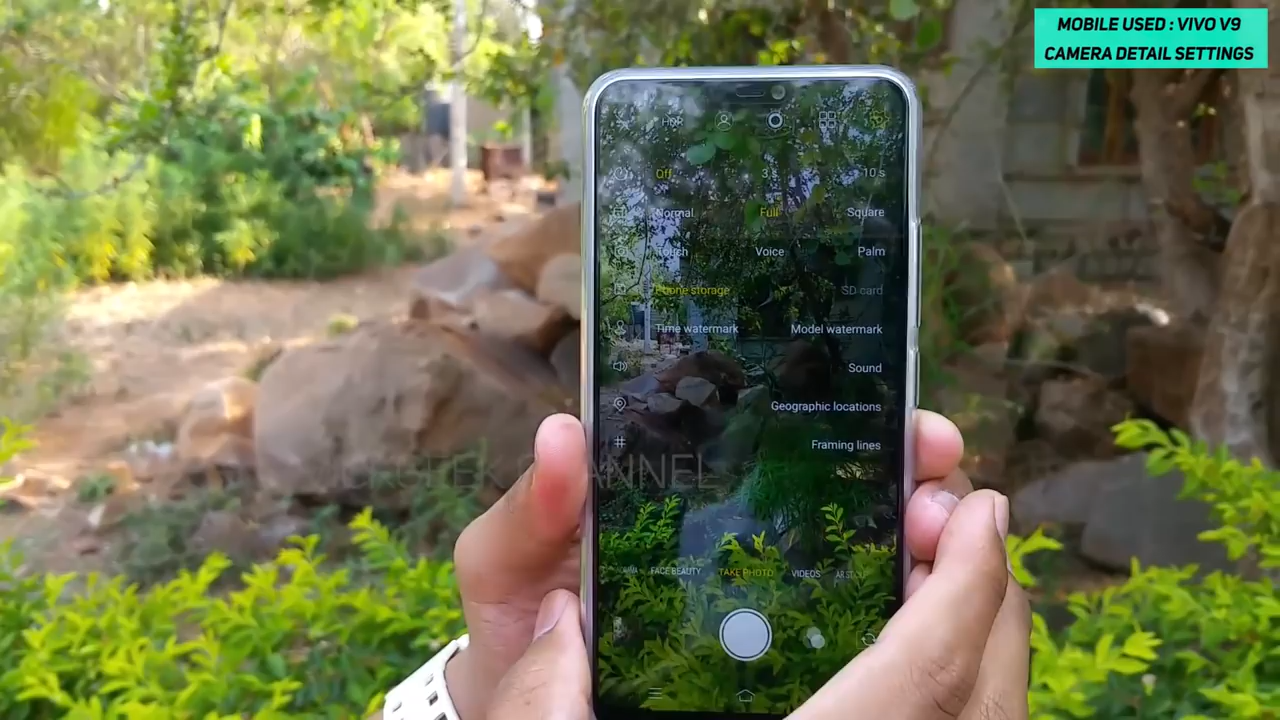 MOBILE USED : VIVO V9
CAMERA DETAIL SETTINGS
HDR
Off 3 s 10 s
Normal Full Square
Touch Voice Palm
Phone storage SD card
Time watermark Model watermark
Sound
Geographic locations
Framing lines
CHANNEL
FACE BEAUTY TAKE PHOTO VIDEOS